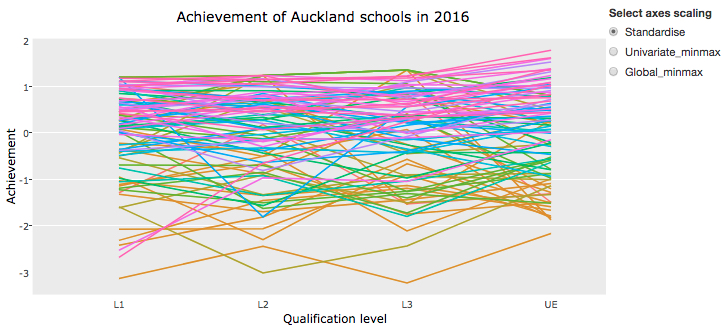 Achievement of Auckland schools in 2016
Select axes scaling
Standardise
Univariate_minmax
Global_minmax
2
1
0
-1
-2
-3
Achievement
L1 L2 L3 UE
Qualification level